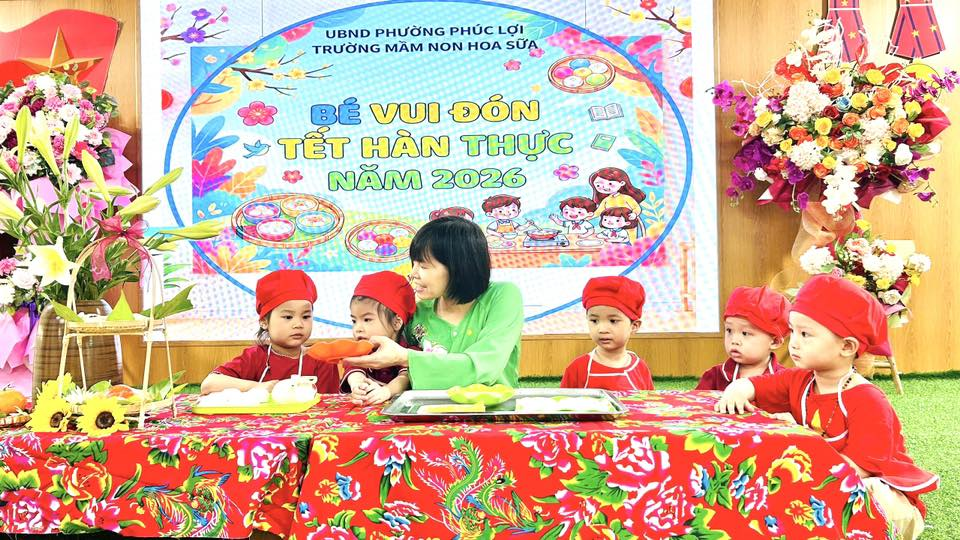 UBND PHƯỜNG PHÚC LỢI
TRƯỜNG MẦM NON HOA SỮA
BÉ VUI ĐÓN
TẾT HÀN THỰC
NĂM 2026